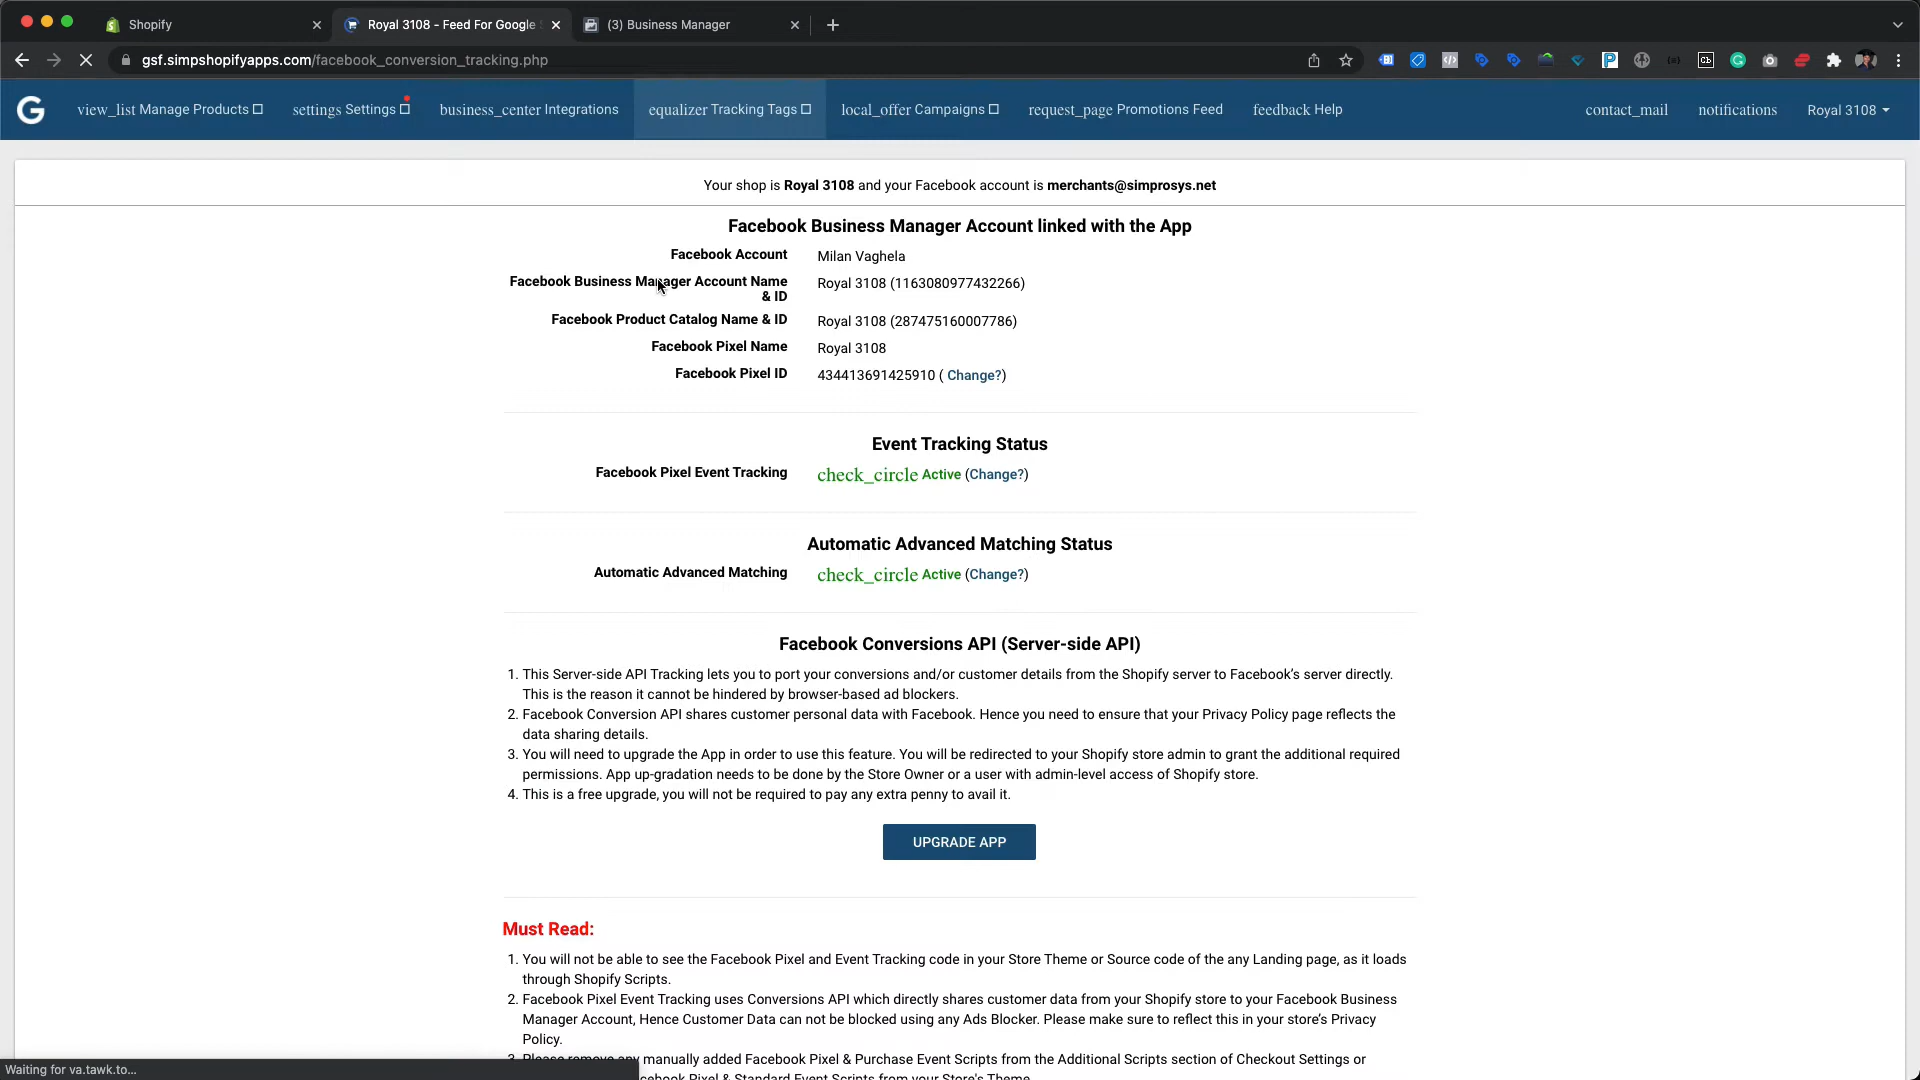 Shopify
Royal 3108 - Feed For Google
(3) Business Manager
gsf.simpshopifyapps.com/facebook_conversion_tracking.php
G view_list Manage Products settings Settings business_center Integrations equalizer Tracking Tags local_offer Campaigns request_page Promotions Feed feedback Help contact_mail notifications Royal 3108
Your shop is Royal 3108 and your Facebook account is merchants@simprosys.net
Facebook Business Manager Account linked with the App
Facebook Account Milan Vaghela
Facebook Business Manager Account Name
& ID
Royal 3108 (1163080977432266)
Facebook Product Catalog Name & ID Royal 3108 (287475160007786)
Facebook Pixel Name Royal 3108
Facebook Pixel ID 434413691425910 ( Change?)
Event Tracking Status
Facebook Pixel Event Tracking check_circle Active (Change?)
Automatic Advanced Matching Status
Automatic Advanced Matching check_circle Active (Change?)
Facebook Conversions API (Server-side API)
1. This Server-side API Tracking lets you to port your conversions and/or customer details from the Shopify server to Facebook’s server directly.
This is the reason it cannot be hindered by browser-based ad blockers.
2. Facebook Conversion API shares customer personal data with Facebook. Hence you need to ensure that your Privacy Policy page reflects the
data sharing details.
3. You will need to upgrade the App in order to use this feature. You will be redirected to your Shopify store admin to grant the additional required
permissions. App up-gradation needs to be done by the Store Owner or a user with admin-level access of Shopify store.
4. This is a free upgrade, you will not be required to pay any extra penny to avail it.
UPGRADE APP
Must Read:
1. You will not be able to see the Facebook Pixel and Event Tracking code in your Store Theme or Source code of the any Landing page, as it loads
through Shopify Scripts.
2. Facebook Pixel Event Tracking uses Conversions API which directly shares customer data from your Shopify store to your Facebook Business
Manager Account, Hence Customer Data can not be blocked using any Ads Blocker. Please make sure to reflect this in your store’s Privacy
Policy.
3. Please remove any manually added Facebook Pixel & Purchase Event Scripts from the Additional Scripts section of Checkout Settings or
cebook Pixel & Standard Event Scripts from your Store's Theme.
Waiting for va.tawk.to...